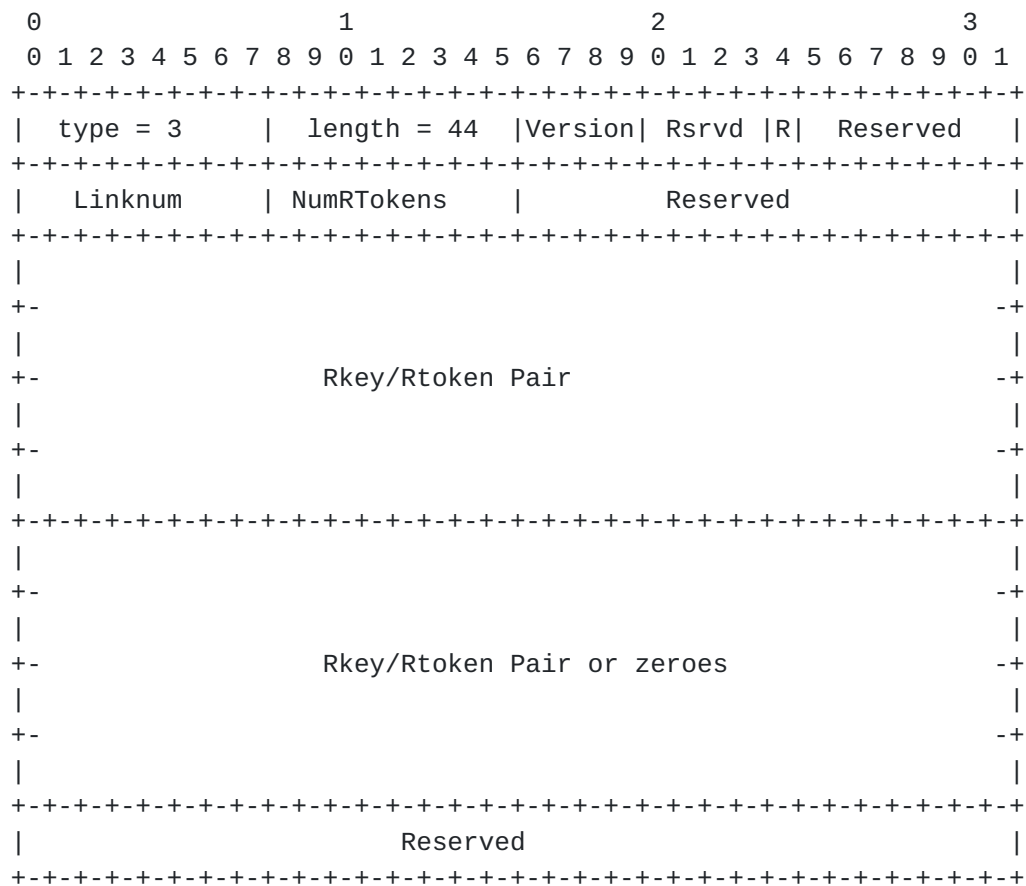 0                   1                   2                   3
 0 1 2 3 4 5 6 7 8 9 0 1 2 3 4 5 6 7 8 9 0 1 2 3 4 5 6 7 8 9 0 1
+-+-+-+-+-+-+-+-+-+-+-+-+-+-+-+-+-+-+-+-+-+-+-+-+-+-+-+-+-+-+-+-+
|  type = 3     |  length = 44  |Version| Rsrvd |R|  Reserved   |
+-+-+-+-+-+-+-+-+-+-+-+-+-+-+-+-+-+-+-+-+-+-+-+-+-+-+-+-+-+-+-+-+
|   Linknum     | NumRTokens    |         Reserved              |
+-+-+-+-+-+-+-+-+-+-+-+-+-+-+-+-+-+-+-+-+-+-+-+-+-+-+-+-+-+-+-+-+
|                                                               |
+-                                                             -+
|                                                               |
+-                  Rkey/Rtoken Pair                           -+
|                                                               |
+-                                                             -+
|                                                               |
+-+-+-+-+-+-+-+-+-+-+-+-+-+-+-+-+-+-+-+-+-+-+-+-+-+-+-+-+-+-+-+-+
|                                                               |
+-                                                             -+
|                                                               |
+-                  Rkey/Rtoken Pair or zeroes                 -+
|                                                               |
+-                                                             -+
|                                                               |
+-+-+-+-+-+-+-+-+-+-+-+-+-+-+-+-+-+-+-+-+-+-+-+-+-+-+-+-+-+-+-+-+
|                        Reserved                               |
+-+-+-+-+-+-+-+-+-+-+-+-+-+-+-+-+-+-+-+-+-+-+-+-+-+-+-+-+-+-+-+-+